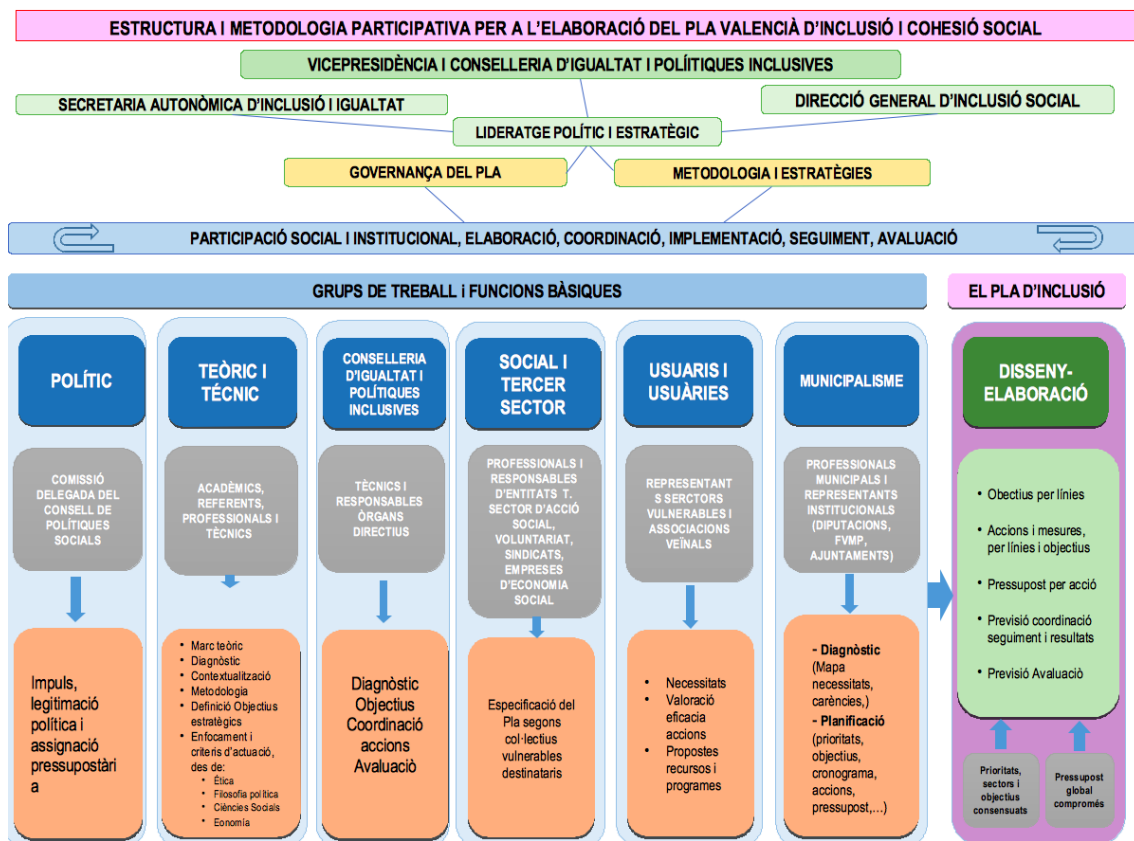 ESTRUCTURA I METODOLOGIA PARTICIPATIVA PER A L'ELABORACIÓ DEL PLA VALENCIÀ D'INCLUSIÓ I COHESIÓ SOCIAL
VICEPRESIDÈNCIA I CONSELLERIA D'IGUALTAT I POLÍTIQUES INCLUSIVES
SECRETARIA AUTONÒMICA D'INCLUSIÓ I IGUALTAT
DIRECCIÓ GENERAL D'INCLUSIÓ SOCIAL
LIDERATGE POLÍTIC I ESTRATÈGIC
GOVERNANÇA DEL PLA
METODOLOGIA I ESTRATÈGIES
PARTICIPACIÓ SOCIAL I INSTITUCIONAL, ELABORACIÓ, COORDINACIÓ, IMPLEMENTACIÓ, SEGUIMENT, AVALUACIÓ
GRUPS DE TREBALL i FUNCIONS BÀSIQUES
EL PLA D'INCLUSIÓ
POLÍTIC
COMISSIÓ
DELEGADA DEL
CONSELL DE
POLÍTIQUES
SOCIALS
Impuls,
legitimació
política i
assignació
pressupostàri
a
TEÒRIC I
TÉCNIC
ACADÈMICS,
REFERENTS,
PROFESSIONALS I
TÈCNICS
• Marc teòric
• Diagnòstic
• Contextualització
• Metodologia
• Definició Objectius
estratègics
• Enfocament i
criteris d'actuació,
des de:
• Ética
• Filosofia política
• Ciències Socials
• Eonomía
CONSELLERIA
D'IGUALTAT I
POLÍTIQUES
INCLUSIVES
TÈCNICS I
RESPONSABLES
ÒRGANS
DIRECTIUS
Diagnòstic
Objectius
Coordinació
accions
Avaluació
SOCIAL I
TERCER
SECTOR
PROFESSIONALS I
RESPONSABLES
D'ENTITATS T.
SECTOR D'ACCIÓ
SOCIAL,
VOLUNTARIAT,
SINDICATS,
EMPRESES
D'ECONOMIA
SOCIAL
Especificació del
Pla segons
col·lectius
vulnerables
destinataris
USUARIS I
USUÀRIES
REPRESENTANT
S SERCTORS
VULNERABLES I
ASSOCIACIONS
VEÏNALS
• Necessitats
• Valoració
eficacia
accions
• Propostes
recursos i
programes
MUNICIPALISME
PROFESSIONALS
MUNICIPALS I
REPRESENTANTS
INSTITUCIONALS
(DIPUTACIONS,
FVMP,
AJUNTAMENTS)
- Diagnòstic
(Mapa
necessitats,
carències,)
- Planificació
(prioritats,
objectius,
cronograma,
accions,
pressupost,...)
DISSENY-
ELABORACIÓ
• Obectius per línies
• Accions i mesures,
per línies i objectius
• Pressupost per acció
• Previsió coordinació
seguiment i resultats
• Previsió Avaluaciò
Prioritats,
sectors i
objectius
consensuats
Pressupost
global
compromés